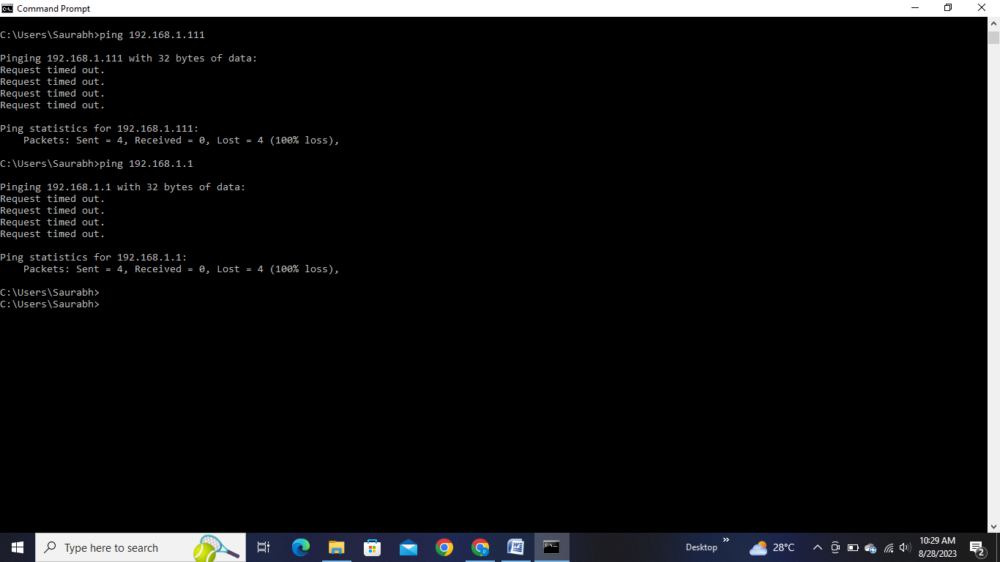 Command Prompt
C:\Users\Saurabh>ping 192.168.1.111
Pinging 192.168.1.111 with 32 bytes of data:
Request timed out.
Request timed out.
Request timed out.
Request timed out.
Ping statistics for 192.168.1.111:
    Packets: Sent = 4, Received = 0, Lost = 4 (100% loss),
C:\Users\Saurabh>ping 192.168.1.1
Pinging 192.168.1.1 with 32 bytes of data:
Request timed out.
Request timed out.
Request timed out.
Request timed out.
Ping statistics for 192.168.1.1:
    Packets: Sent = 4, Received = 0, Lost = 4 (100% loss),
C:\Users\Saurabh>
C:\Users\Saurabh>
Type here to search
Desktop
28°C
10:29 AM
8/28/2023
2